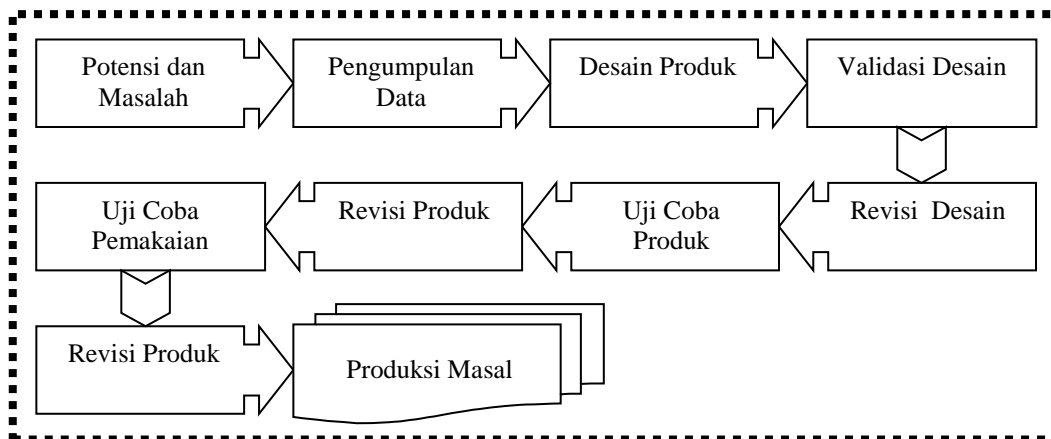 Potensi dan
Masalah
Pengumpulan
Data
Desain Produk
Validasi Desain
Revisi Desain
Uji Coba
Produk
Revisi Produk
Uji Coba
Pemakaian
Revisi Produk
Produksi Masal